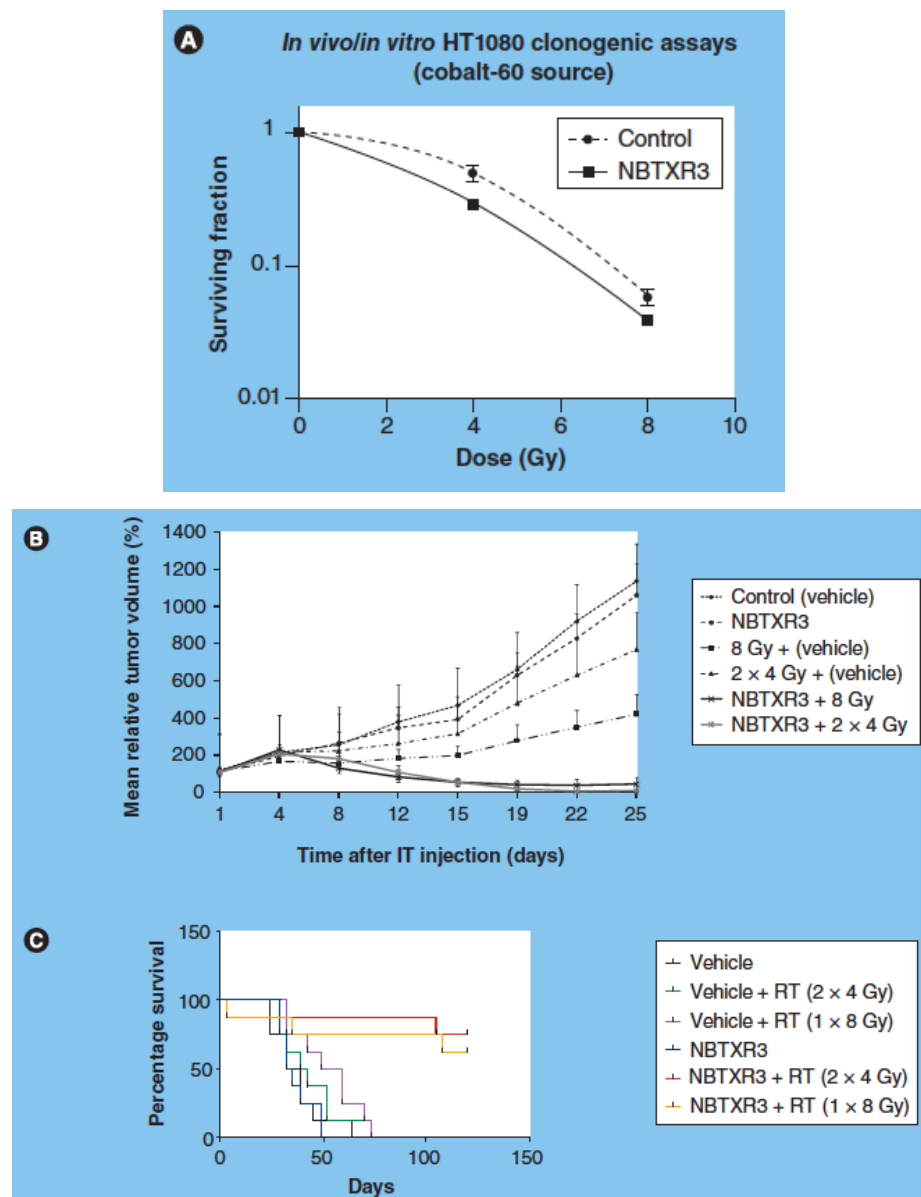 A
In vivo/in vitro HT1080 clonogenic assays
(cobalt-60 source)
Surviving fraction
1
0.1
0.01
0 2 4 6 8 10
Dose (Gy)
Control
NBTXR3
B
Mean relative tumor volume (%)
1400
1200
1000
800
600
400
200
0
1 4 8 12 15 19 22 25
Time after IT injection (days)
Control (vehicle)
NBTXR3
8 Gy + (vehicle)
2 × 4 Gy + (vehicle)
NBTXR3 + 8 Gy
NBTXR3 + 2 × 4 Gy
C
Percentage survival
150
100
50
0
0 50 100 150
Days
Vehicle
Vehicle + RT (2 × 4 Gy)
Vehicle + RT (1 × 8 Gy)
NBTXR3
NBTXR3 + RT (2 × 4 Gy)
NBTXR3 + RT (1 × 8 Gy)